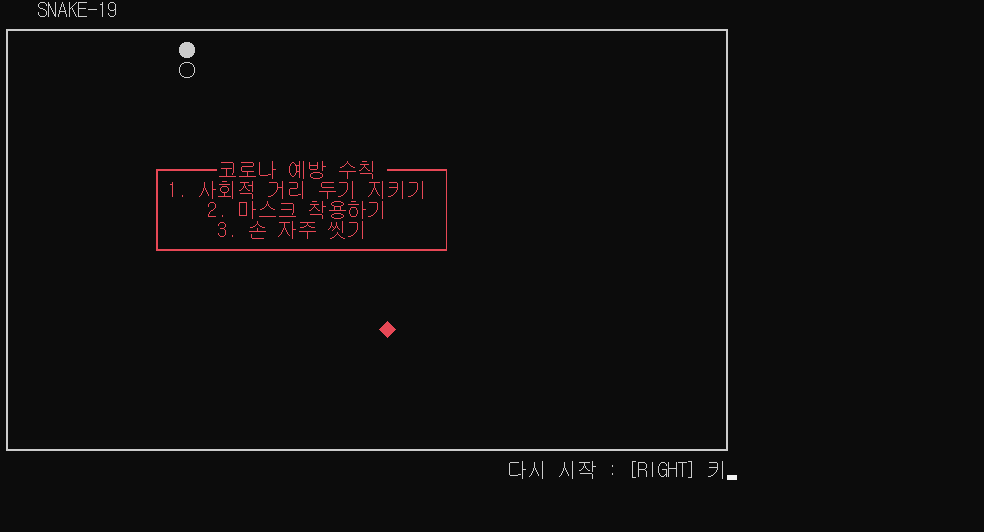 SNAKE-19
코로나 예방 수칙
1. 사회적 거리 두기 지키기
2. 마스크 착용하기
3. 손 자주 씻기
다시 시작 : [RIGHT] 키